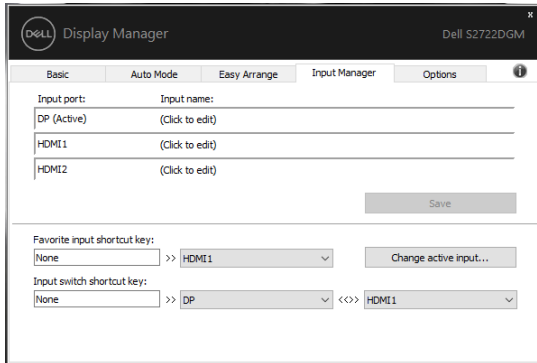 x
DELL Display Manager Dell S2722DGM
Basic Auto Mode Easy Arrange Input Manager Options i
Input port: Input name:
DP (Active) (Click to edit)
HDMI1 (Click to edit)
HDMI2 (Click to edit)
Save
Favorite input shortcut key:
None >> HDMI1 Change active input...
Input switch shortcut key:
None >> DP <<>> HDMI1